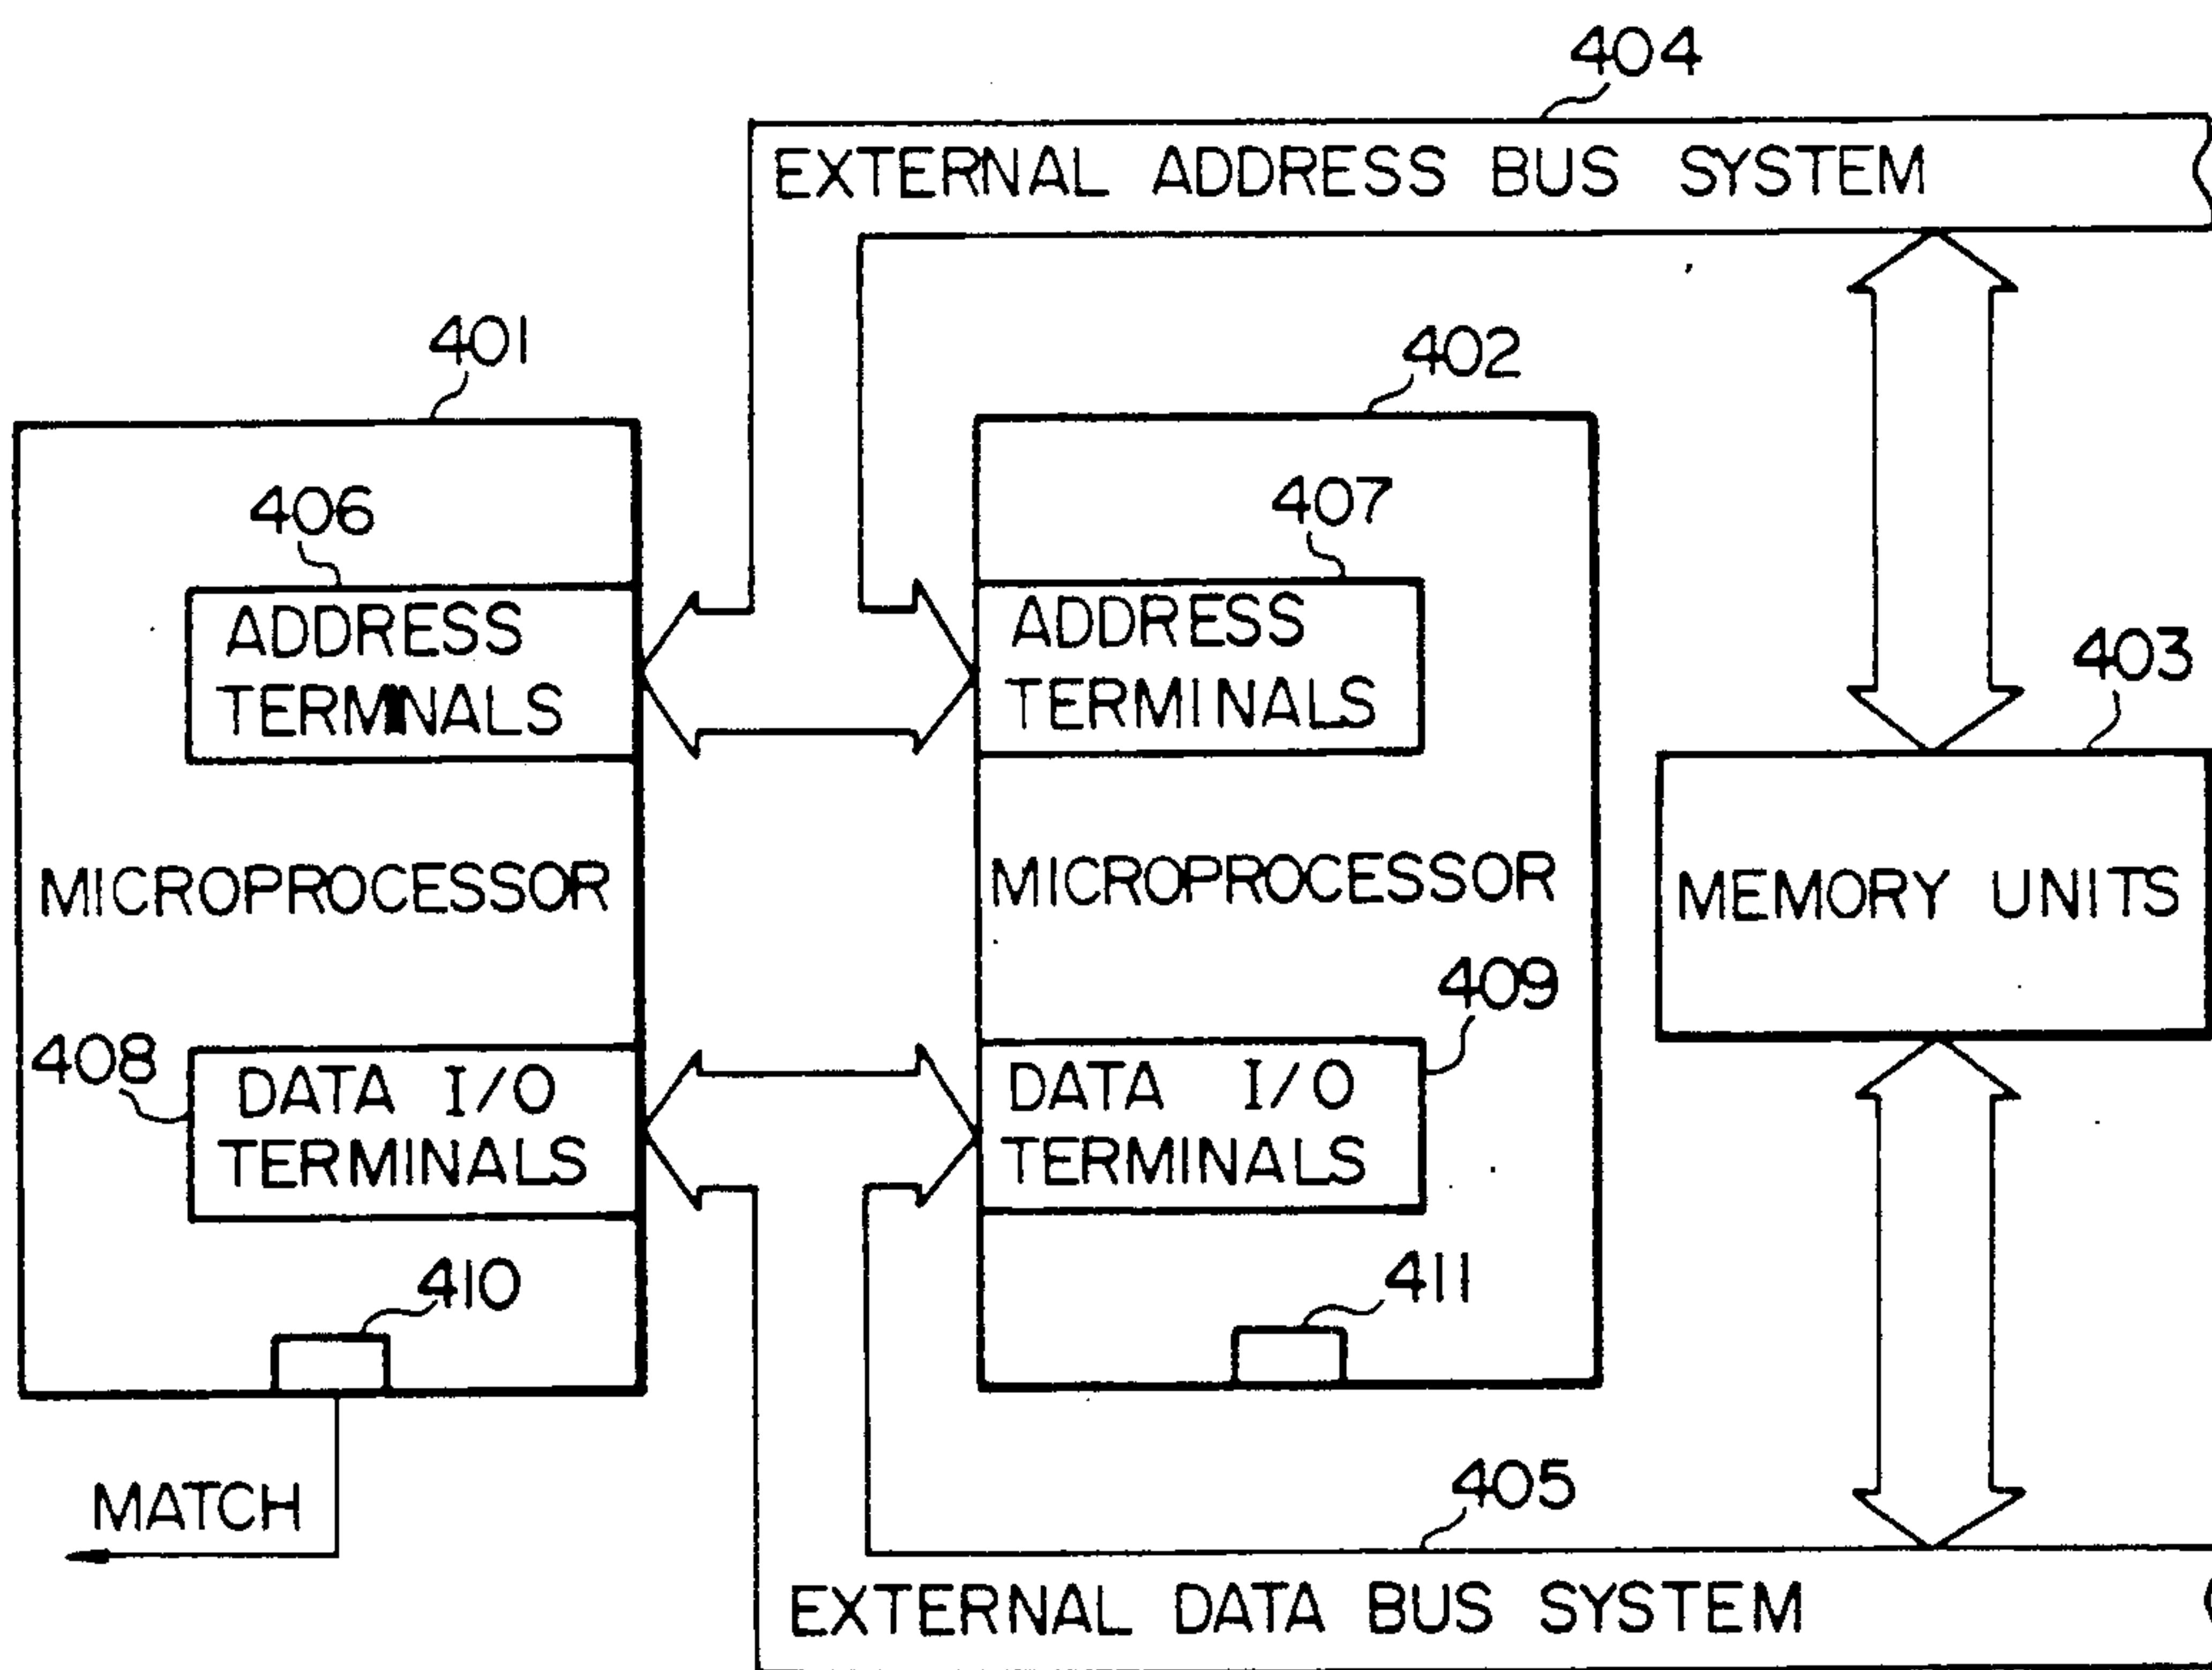 404
EXTERNAL ADDRESS BUS SYSTEM
401
402
406
ADDRESS
TERMINALS
407
ADDRESS
TERMINALS
403
MICROPROCESSOR
MICROPROCESSOR
MEMORY UNITS
408
DATA I/O
TERMINALS
409
DATA I/O
TERMINALS
410
411
MATCH
405
EXTERNAL DATA BUS SYSTEM